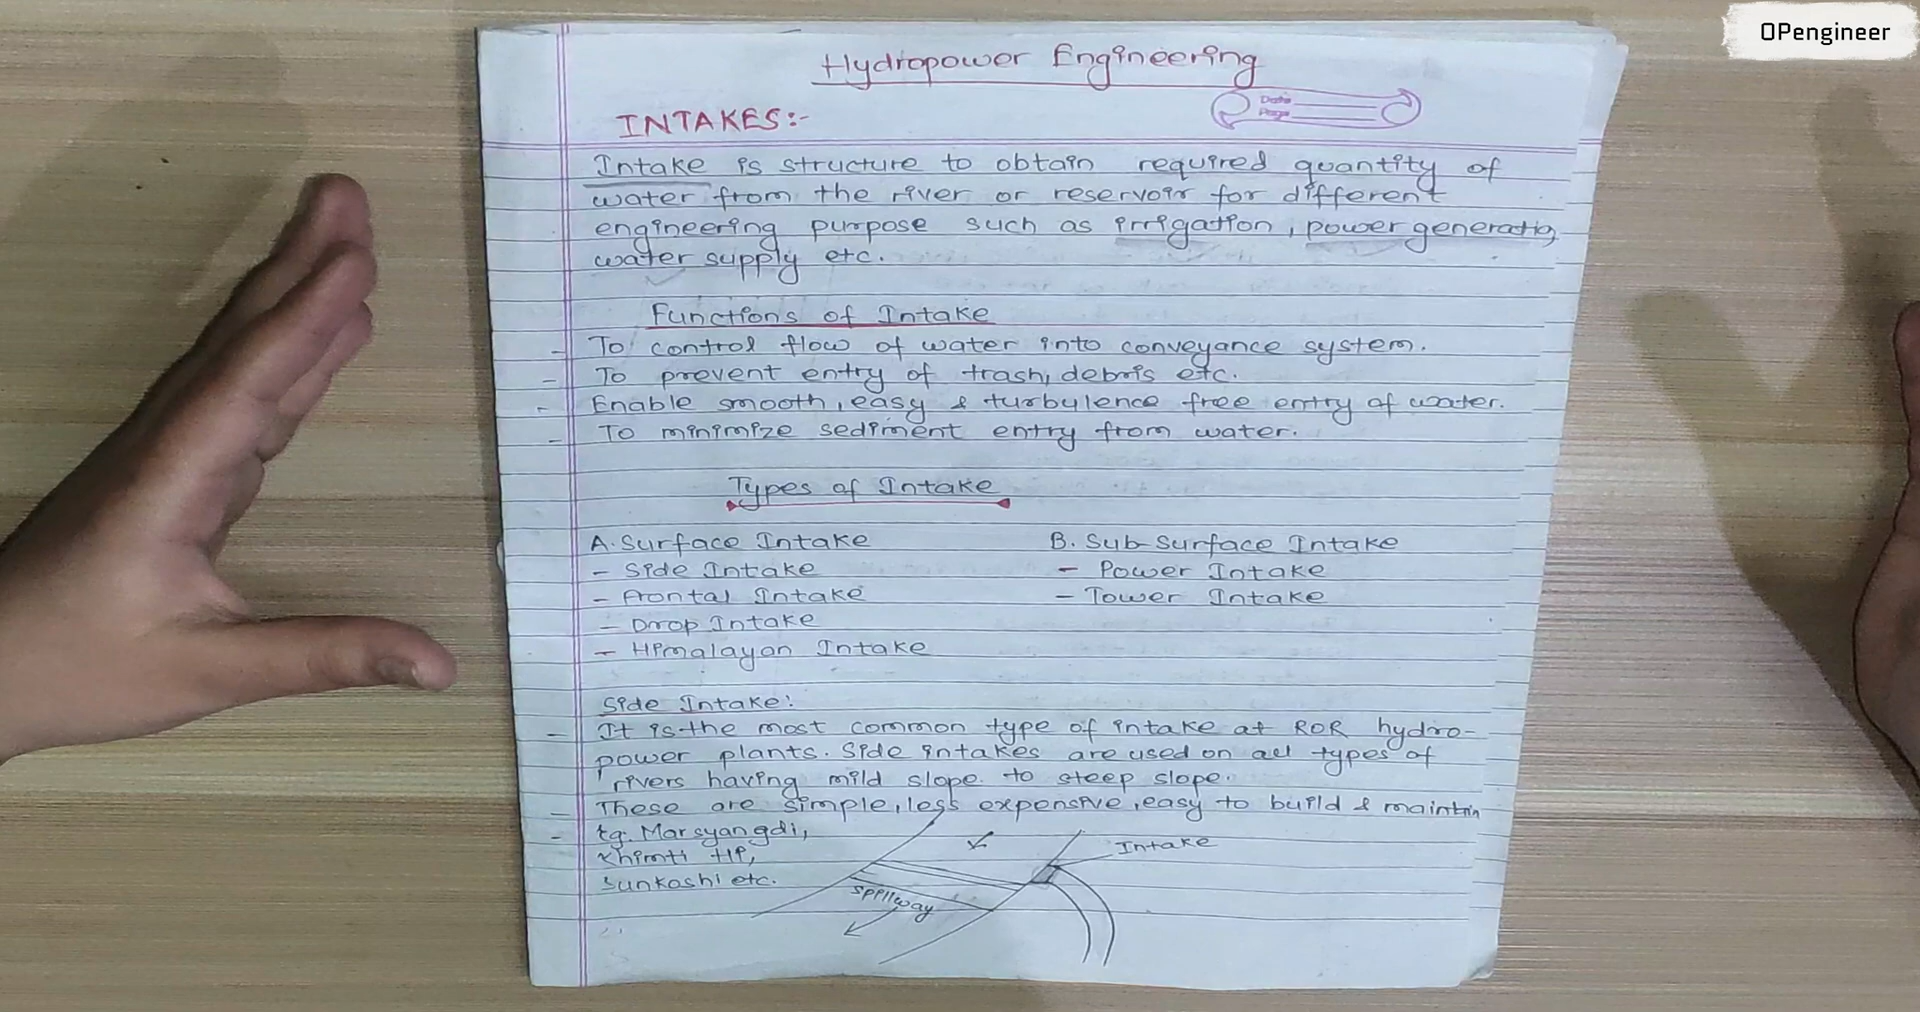 OPengineer
Hydropower Engineering
Date
Page
INTAKES:-
Intake is structure to obtain required quantity of
water from the river or reservoir for different
engineering purpose such as irrigation, power generatio
water supply etc.
Functions of Intake
- To control flow of water into conveyance system.
- To prevent entry of trash, debris etc.
- Enable smooth, easy & turbulence free entry of water.
- To minimize sediment entry from water.
Types of Intake
A. Surface Intake
- Side Intake
- Frontal Intake
- Drop Intake
- Himalayan Intake
B. Sub-Surface Intake
- Power Intake
- Tower Intake
Side Intake:
- It is the most common type of intake at ROR hydro-
power plants. Side intakes are used on all types of
rivers having mild slope to steep slope.
- These are simple, less expensive, easy to build & maintain
- Eg: Marsyangdi,
Khimti HP,
Sunkoshi etc.
Intake
Spillway